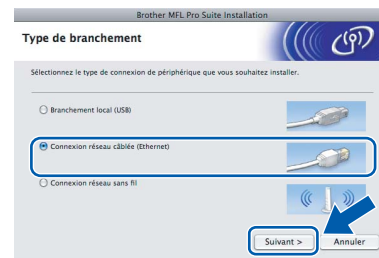 Brother MFL Pro Suite Installation
Type de branchement
Sélectionnez le type de connexion de périphérique que vous souhaitez installer.
Branchement local (USB)
Connexion réseau câblée (Ethernet)
Connexion réseau sans fil
Suivant >
Annuler